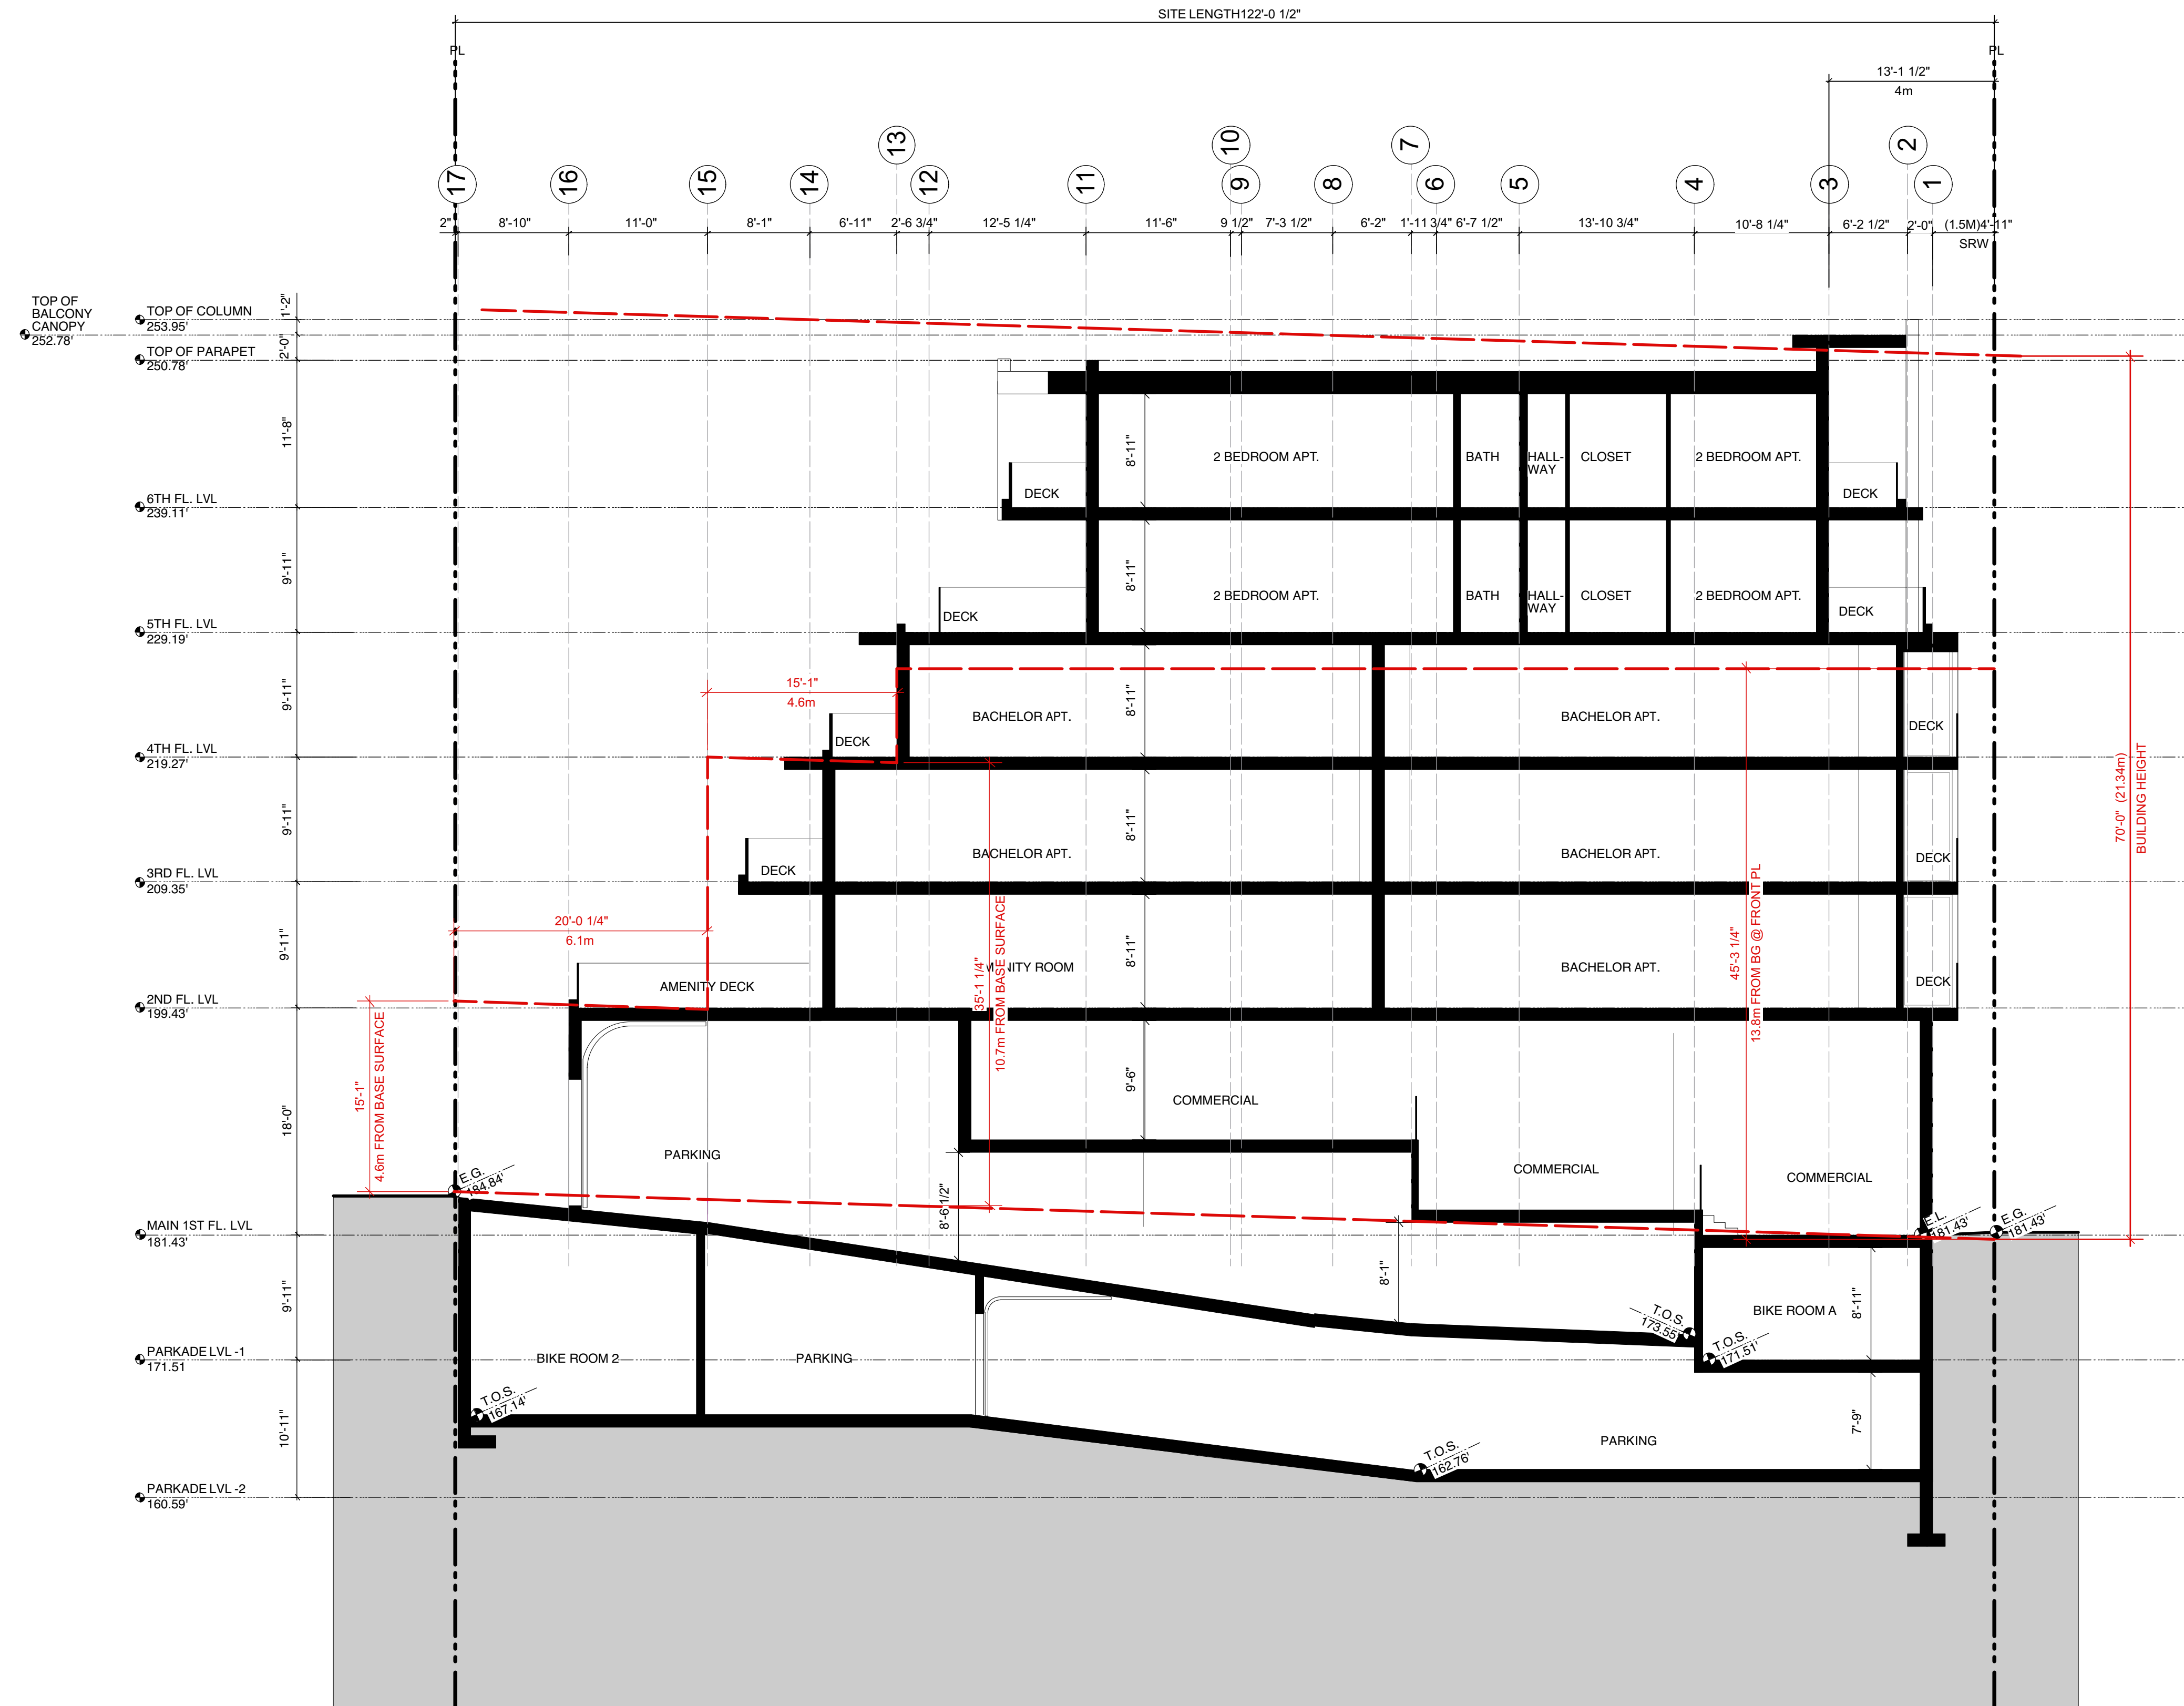 SITE LENGTH122'-0 1/2"
PL
PL
13'-1 1/2"
4m
13
10
7
2
17
16
15
14
12
11
9
8
6
5
4
3
1
2"
8'-10"
11'-0"
8'-1"
6'-11"
2'-6 3/4"
12'-5 1/4"
11'-6"
9 1/2"
7'-3 1/2"
6'-2"
1'-11 3/4"
6'-7 1/2"
13'-10 3/4"
10'-8 1/4"
6'-2 1/2"
2'-0"
(1.5M)4'-11"
SRW
TOP OF
BALCONY
CANOPY
252.78'
TOP OF COLUMN
253.95'
1'-2"
2'-0"
TOP OF PARAPET
250.78'
11'-8"
8'-11"
2 BEDROOM APT.
BATH
HALL-
WAY
CLOSET
2 BEDROOM APT.
DECK
DECK
6TH FL. LVL
239.11'
9'-11"
8'-11"
2 BEDROOM APT.
BATH
HALL-
WAY
CLOSET
2 BEDROOM APT.
DECK
DECK
5TH FL. LVL
229.19'
9'-11"
15'-1"
4.6m
8'-11"
BACHELOR APT.
BACHELOR APT.
DECK
DECK
4TH FL. LVL
219.27'
70'-0" (21.34m)
BUILDING HEIGHT
9'-11"
8'-11"
BACHELOR APT.
BACHELOR APT.
DECK
DECK
3RD FL. LVL
209.35'
20'-0 1/4"
6.1m
9'-11"
35'-1 1/4"
10.7m FROM BASE SURFACE
8'-11"
45'-3 1/4"
13.8m FROM BG @ FRONT PL
AMENITY DECK
MNITY ROOM
BACHELOR APT.
DECK
2ND FL. LVL
199.43'
15'-1"
4.6m FROM BASE SURFACE
18'-0"
9'-6"
COMMERCIAL
PARKING
COMMERCIAL
COMMERCIAL
E.G.
184.84'
8'-6 1/2"
E.L.
181.43'
E.G.
181.43'
MAIN 1ST FL. LVL
181.43'
9'-11"
8'-1"
8'-11"
BIKE ROOM A
T.O.S.
173.55'
T.O.S.
171.51'
PARKADE LVL -1
171.51
BIKE ROOM 2
PARKING
T.O.S.
167.14'
10'-11"
7'-9"
PARKING
T.O.S.
162.76'
PARKADE LVL -2
160.59'